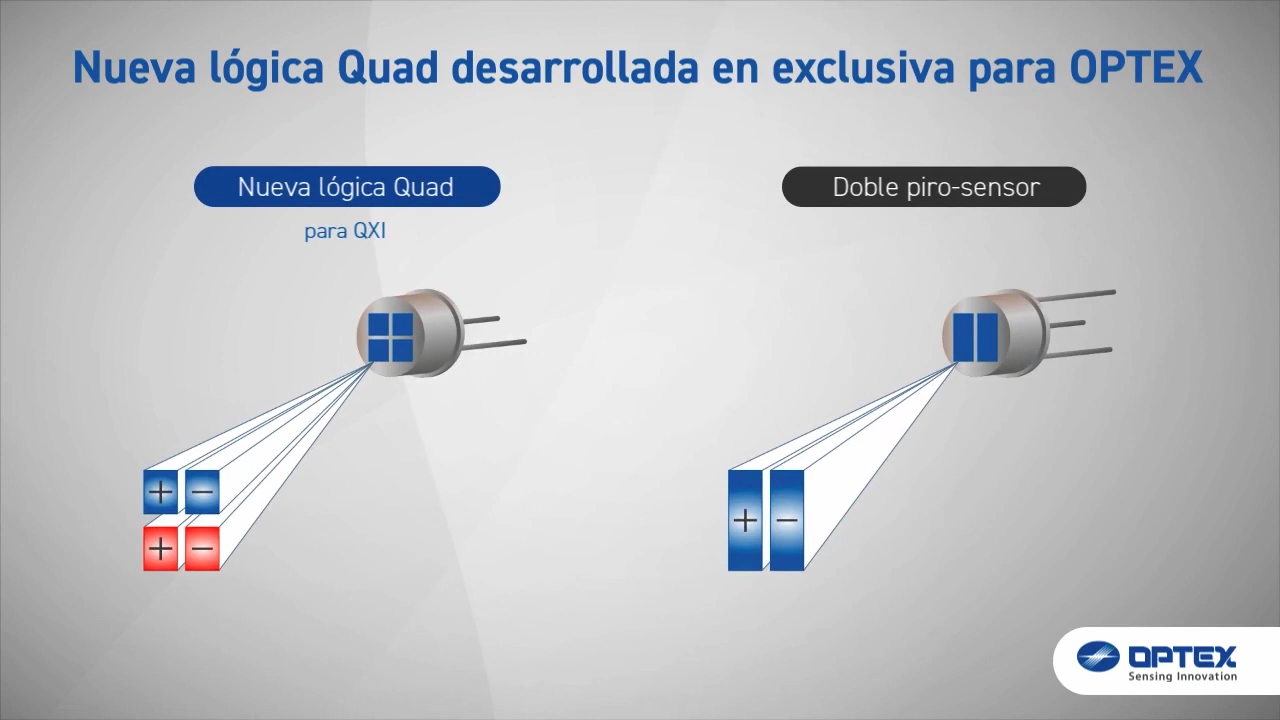 Nueva lógica Quad desarrollada en exclusiva para OPTEX
Nueva lógica Quad
para QXI
Doble piro-sensor
+ −
+ −
+ −
OPTEX
Sensing Innovation